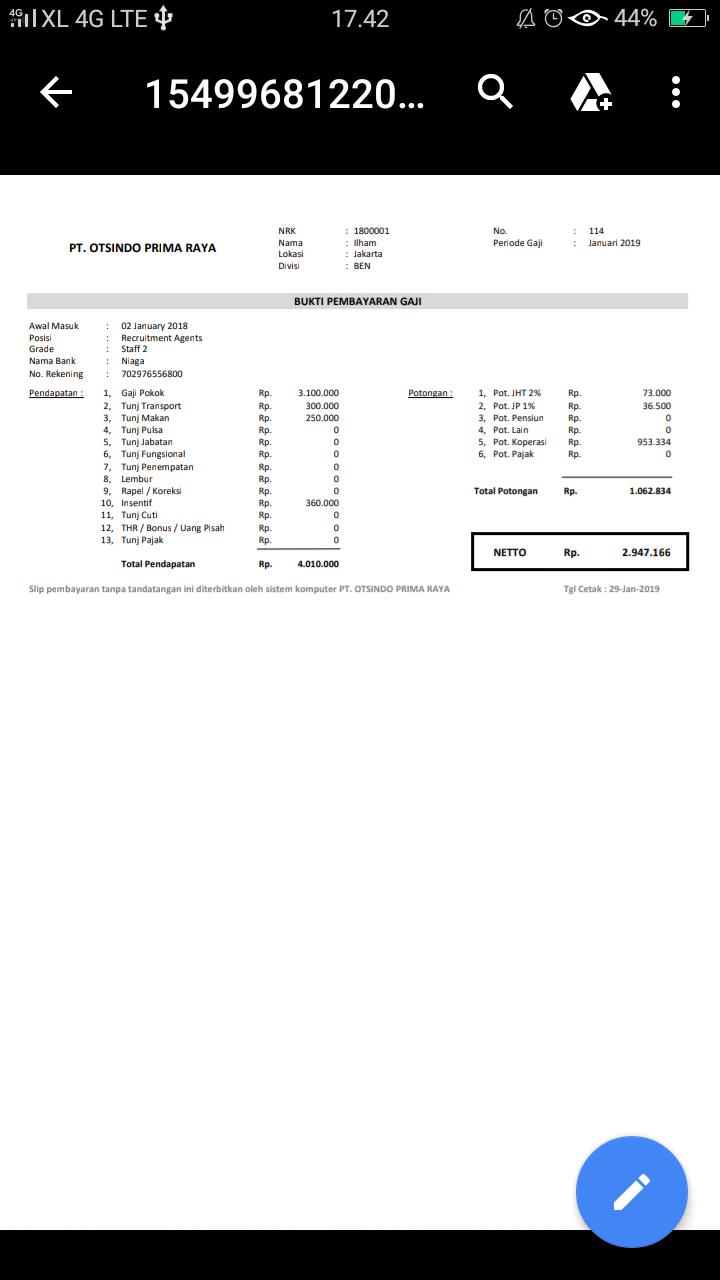 4G XL 4G LTE 17.42 44%
15499681220...
PT. OTSINDO PRIMA RAYA
NRK : 1800001
Nama : Ilham
Lokasi : Jakarta
Divisi : BEN
No. : 114
Periode Gaji : Januari 2019
BUKTI PEMBAYARAN GAJI
Awal Masuk : 02 January 2018
Posisi : Recruitment Agents
Grade : Staff 2
Nama Bank : Niaga
No. Rekening : 702976556800
Pendapatan : 1, Gaji Pokok Rp. 3.100.000
2, Tunj Transport Rp. 300.000
3, Tunj Makan Rp. 250.000
4, Tunj Pulsa Rp. 0
5, Tunj Jabatan Rp. 0
6, Tunj Fungsional Rp. 0
7, Tunj Penempatan Rp. 0
8, Lembur Rp. 0
9, Rapel / Koreksi Rp. 0
10, Insentif Rp. 360.000
11, Tunj Cuti Rp. 0
12, THR / Bonus / Uang Pisah Rp. 0
13, Tunj Pajak Rp. 0
Total Pendapatan Rp. 4.010.000
Potongan : 1, Pot. JHT 2% Rp. 73.000
2, Pot. JP 1% Rp. 36.500
3, Pot. Pensiun Rp. 0
4, Pot. Lain Rp. 0
5, Pot. Koperasi Rp. 953.334
6, Pot. Pajak Rp. 0
Total Potongan Rp. 1.062.834
NETTO Rp. 2.947.166
Slip pembayaran tanpa tandatangan ini diterbitkan oleh sistem komputer PT. OTSINDO PRIMA RAYA
Tgl Cetak : 29-Jan-2019